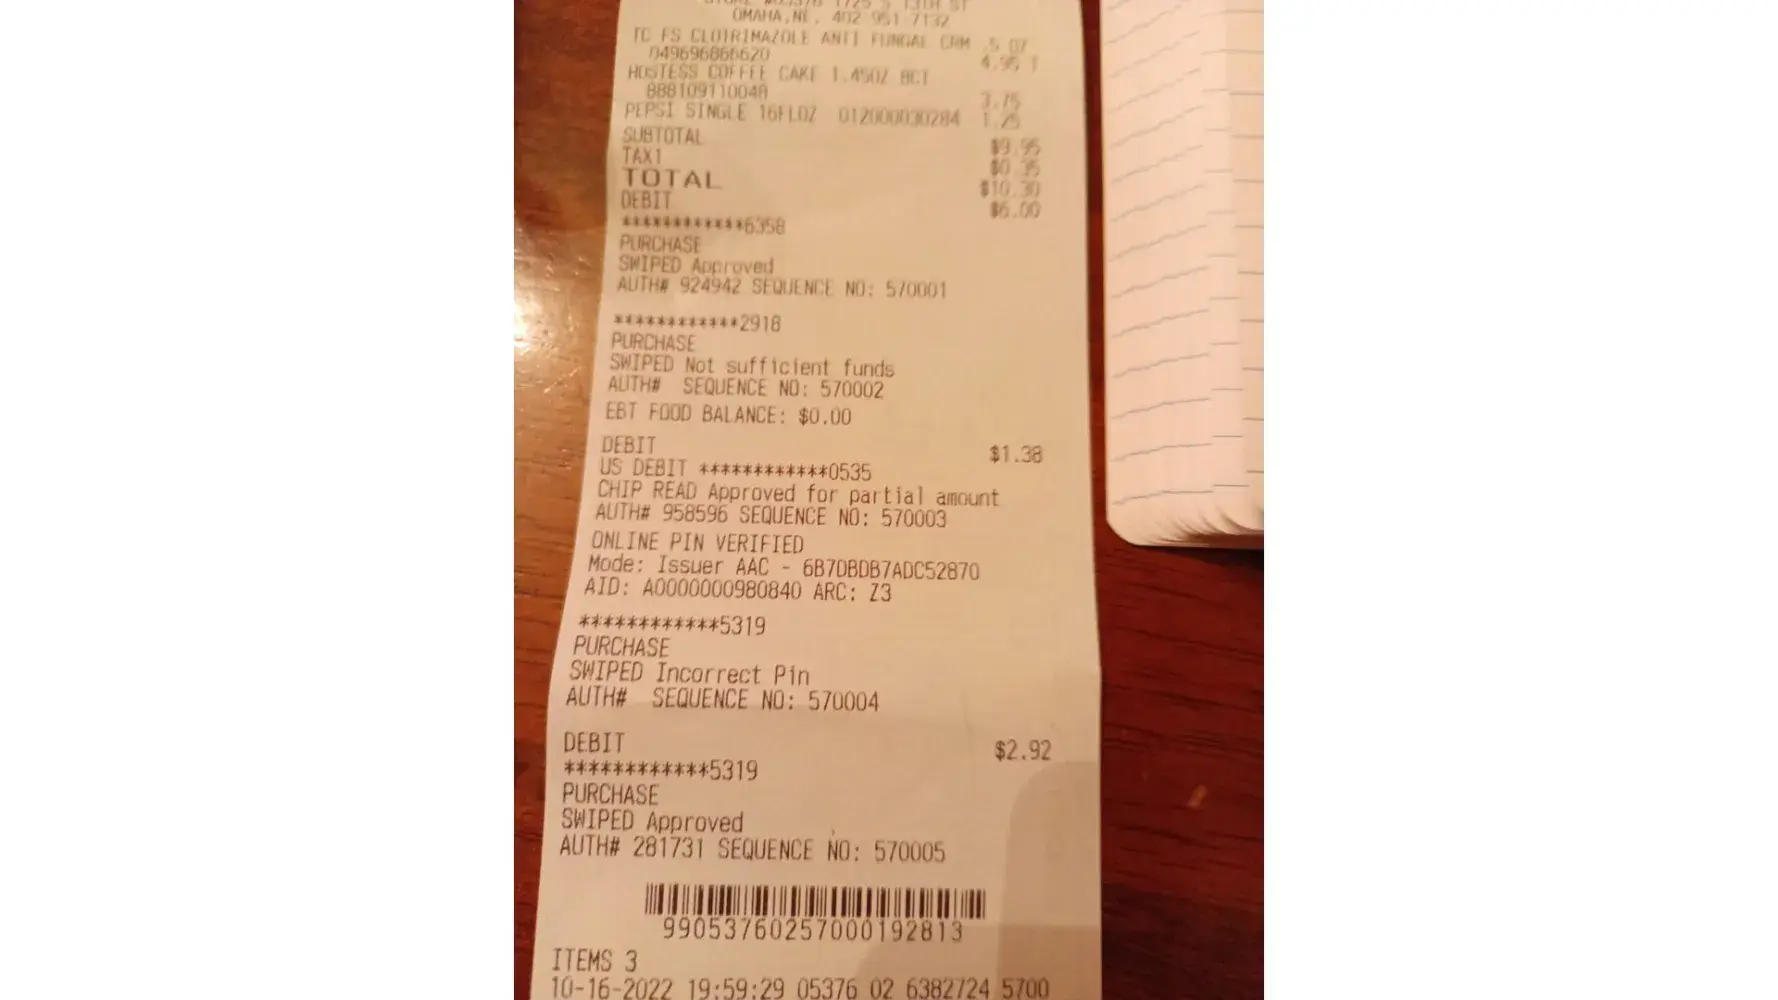 STORE #05376 1725 S 13TH ST
OMAHA,NE, 402 951 7132
TC FS CLOTRIMAZOLE ANTI FUNGAL CRM .5 OZ
049696866620 4.95 T
HOSTESS COFFEE CAKE 1.45OZ 8CT
888109110048 3.75
PEPSI SINGLE 16FLOZ 012000030284 1.25
SUBTOTAL $9.95
TAX1 $0.35
TOTAL $10.30
DEBIT $6.00
************6358
PURCHASE
SWIPED Approved
AUTH# 924942 SEQUENCE NO: 570001
************2918
PURCHASE
SWIPED Not sufficient funds
AUTH# SEQUENCE NO: 570002
EBT FOOD BALANCE: $0.00
DEBIT $1.38
US DEBIT ************0535
CHIP READ Approved for partial amount
AUTH# 958596 SEQUENCE NO: 570003
ONLINE PIN VERIFIED
Mode: Issuer AAC - 6B7DBDB7ADC52870
AID: A0000000980840 ARC: Z3
************5319
PURCHASE
SWIPED Incorrect Pin
AUTH# SEQUENCE NO: 570004
DEBIT $2.92
************5319
PURCHASE
SWIPED Approved
AUTH# 281731 SEQUENCE NO: 570005
99053760257000192813
ITEMS 3
10-16-2022 19:59:29 05376 02 6382724 5700